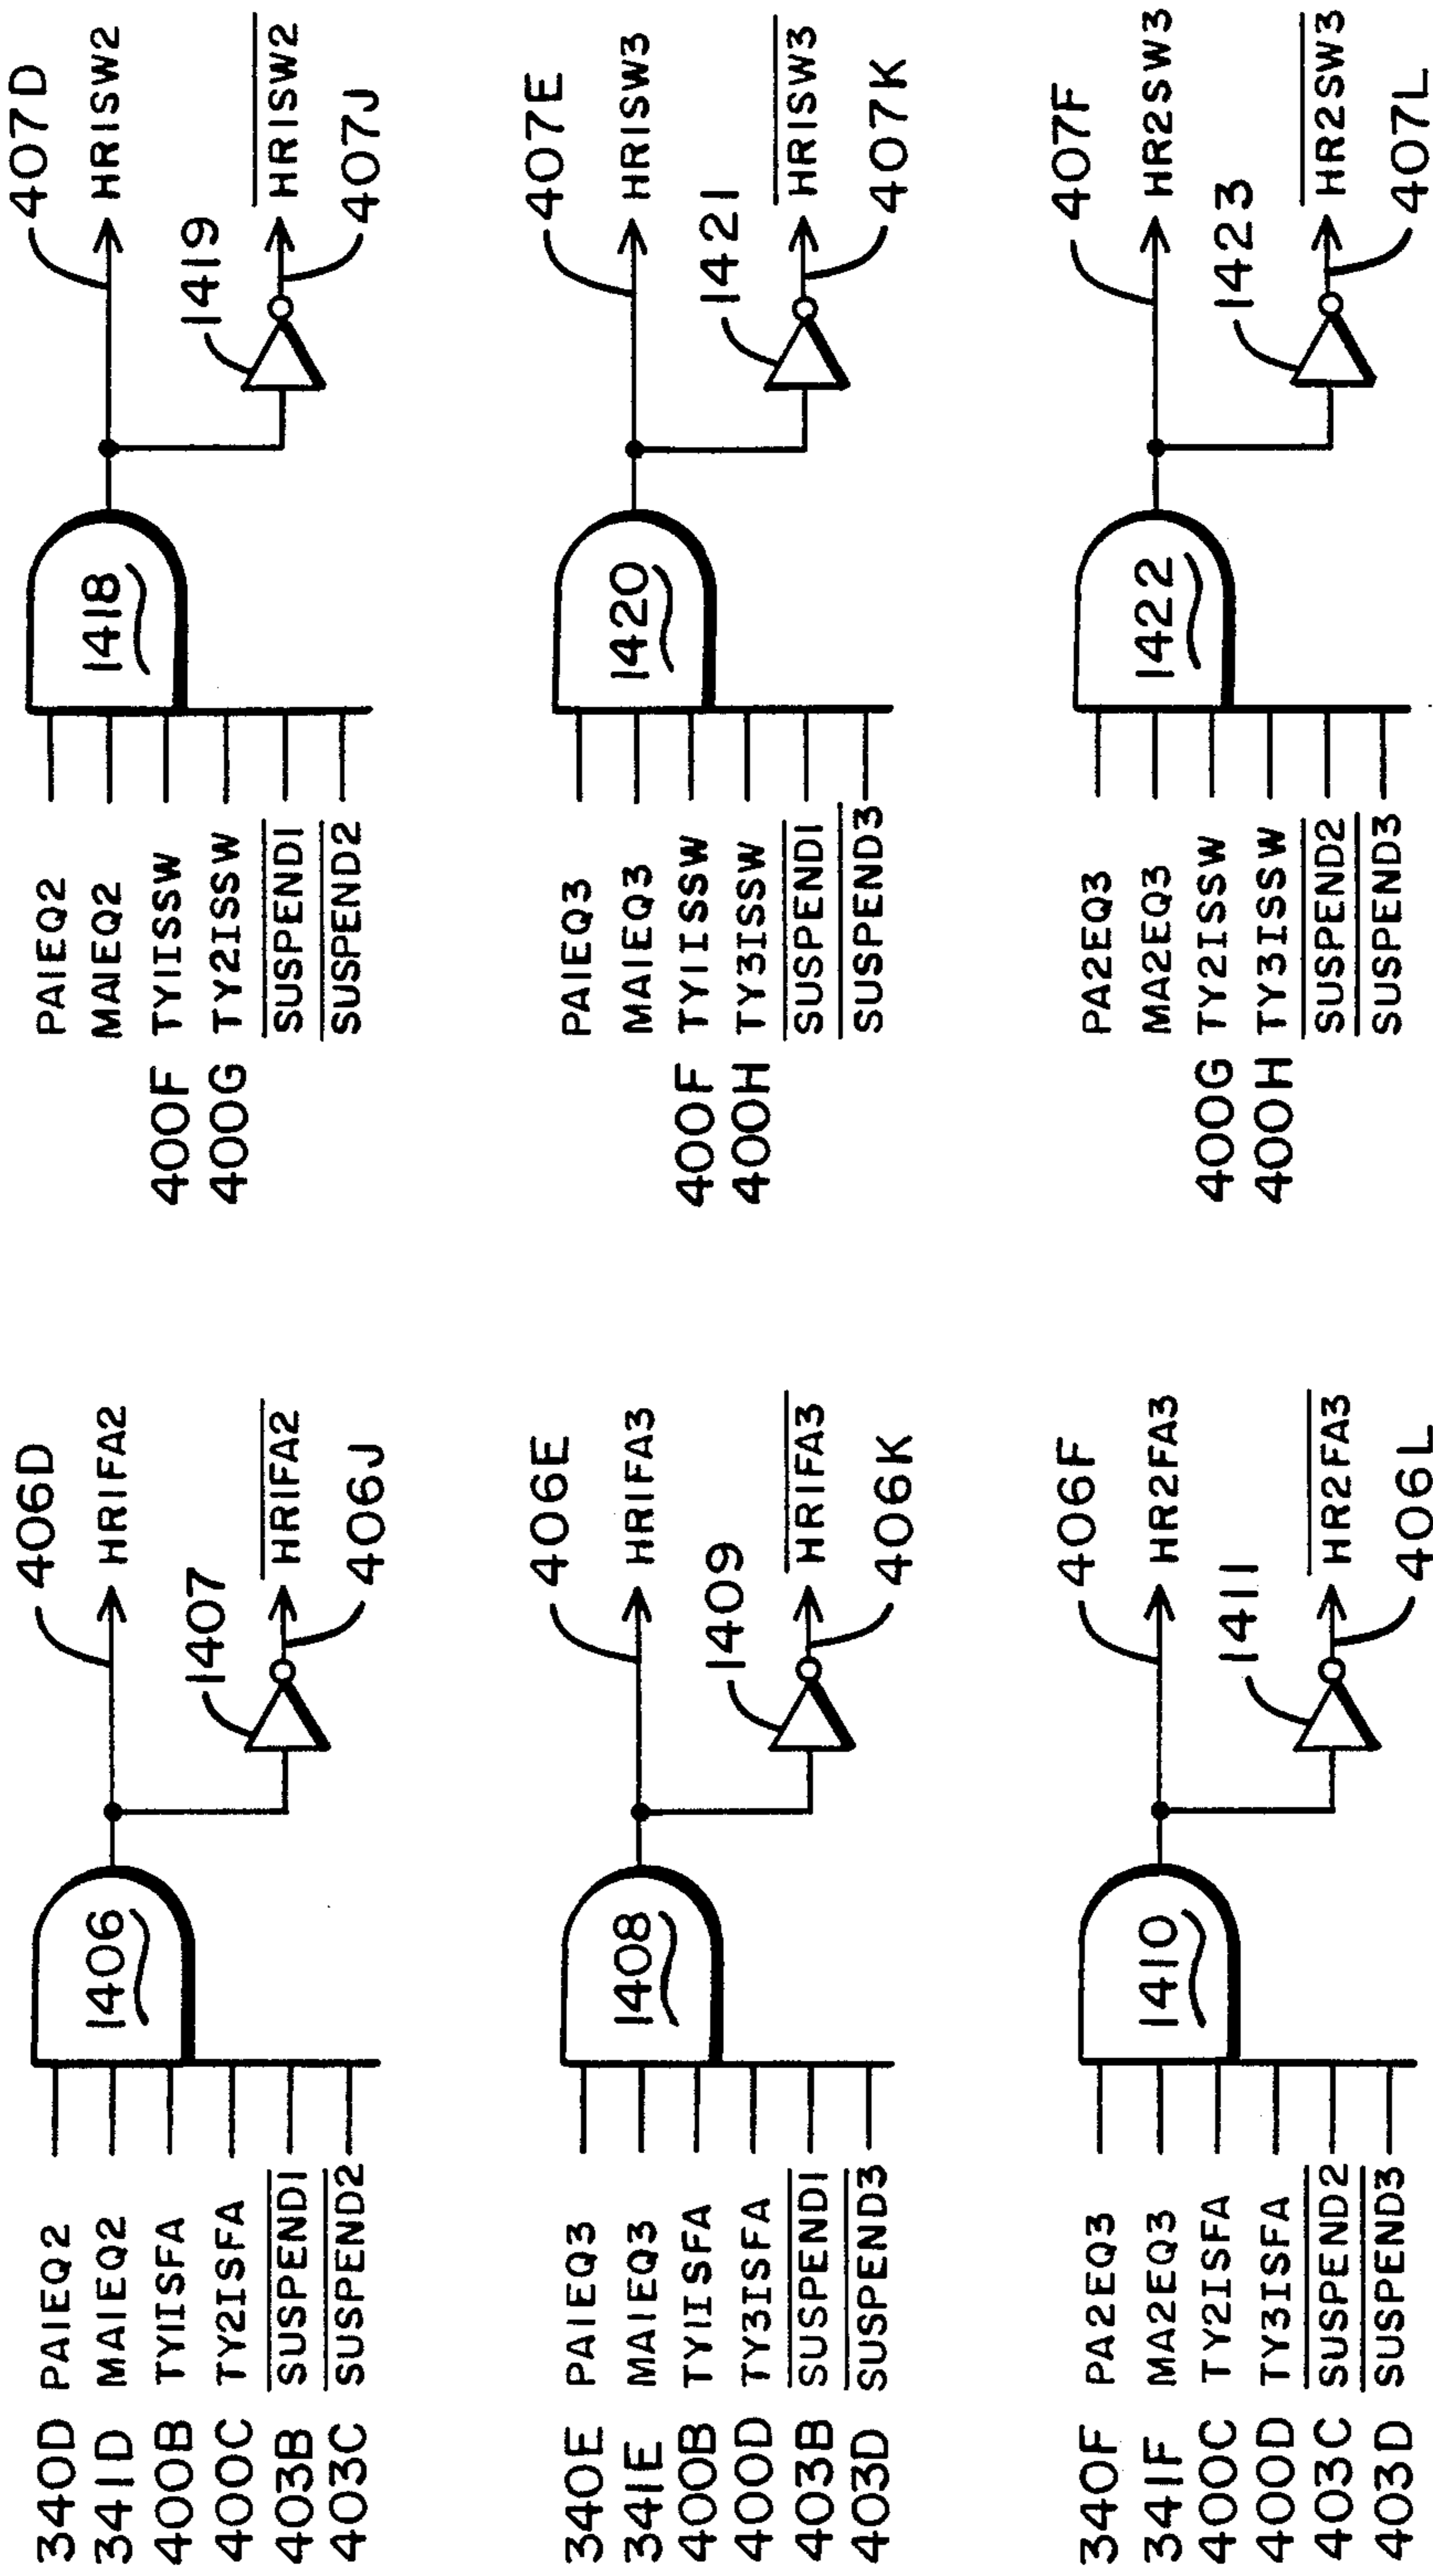 340D PA1EQ2
341D MA1EQ2
400B TY1ISFA
400C TY2ISFA
403B SUSPEND1
403C SUSPEND2
1406
406D
HR1FA2
1407
HR1FA2
406J
340E PA1EQ3
341E MA1EQ3
400B TY1ISFA
400D TY3ISFA
403B SUSPEND1
403D SUSPEND3
1408
406E
HR1FA3
1409
HR1FA3
406K
340F PA2EQ3
341F MA2EQ3
400C TY2ISFA
400D TY3ISFA
403C SUSPEND2
403D SUSPEND3
1410
406F
HR2FA3
1411
HR2FA3
406L
PA1EQ2
MA1EQ2
400F TY1ISSW
400G TY2ISSW
SUSPEND1
SUSPEND2
1418
407D
HR1SW2
1419
HR1SW2
407J
PA1EQ3
MA1EQ3
400F TY1ISSW
400H TY3ISSW
SUSPEND1
SUSPEND3
1420
407E
HR1SW3
1421
HR1SW3
407K
PA2EQ3
MA2EQ3
400G TY2ISSW
400H TY3ISSW
SUSPEND2
SUSPEND3
1422
407F
HR2SW3
1423
HR2SW3
407L